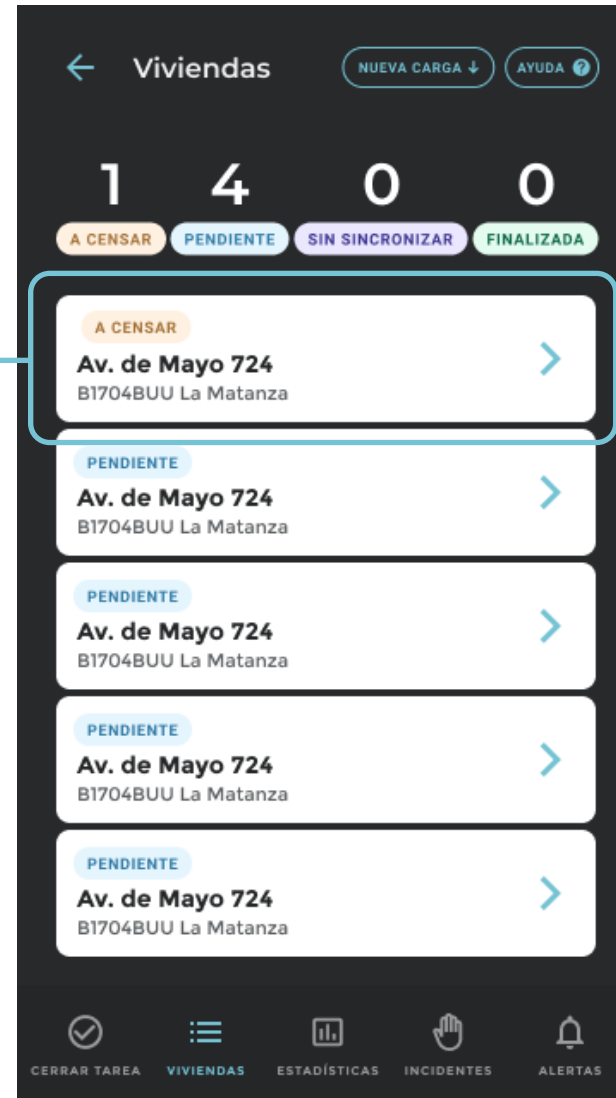 Viviendas
NUEVA CARGA
AYUDA ?
1 4 0 0
A CENSAR PENDIENTE SIN SINCRONIZAR FINALIZADA
A CENSAR
Av. de Mayo 724
B1704BUU La Matanza
PENDIENTE
Av. de Mayo 724
B1704BUU La Matanza
PENDIENTE
Av. de Mayo 724
B1704BUU La Matanza
PENDIENTE
Av. de Mayo 724
B1704BUU La Matanza
PENDIENTE
Av. de Mayo 724
B1704BUU La Matanza
CERRAR TAREA VIVIENDAS ESTADÍSTICAS INCIDENTES ALERTAS